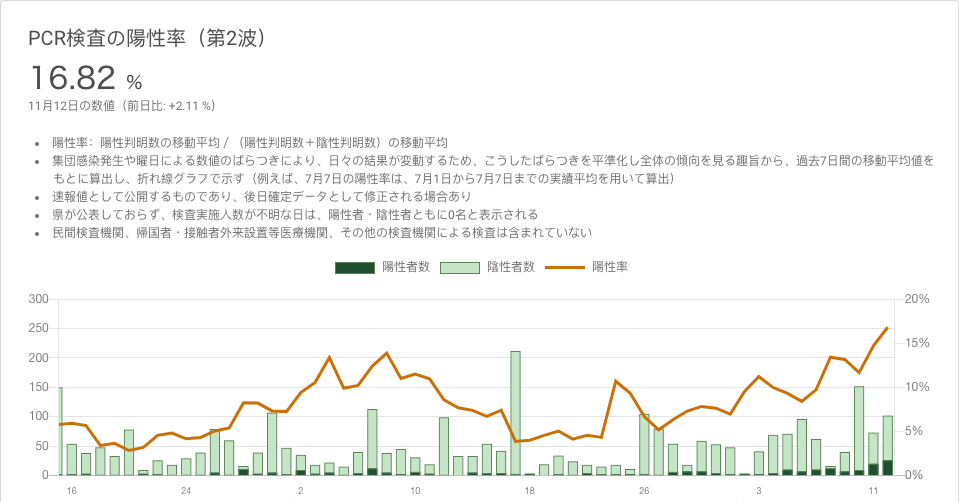 PCR検査の陽性率（第2波）
16.82 %
11月12日の数値（前日比: +2.11 %）
• 陽性率： 陽性判明数の移動平均 / （陽性判明数＋陰性判明数）の移動平均
• 集団感染発生や曜日による数値のばらつきにより、日々の結果が変動するため、こうしたばらつきを平準化し全体の傾向を見る趣旨から、過去7日間の移動平均値を
もとに算出し、折れ線グラフで示す（例えば、7月7日の陽性率は、7月1日から7月7日までの実績平均を用いて算出）
• 速報値として公開するものであり、後日確定データとして修正される場合あり
• 県が公表しておらず、検査実施人数が不明な日は、陽性者・陰性者ともに0名と表示される
• 民間検査機関、帰国者・接触者外来設置等医療機関、その他の検査機関による検査は含まれていない
陽性者数 陰性者数 陽性率
300 20%
250 15%
200
150 10%
100
50 5%
0 0%
16 24 2 10 18 26 3 11